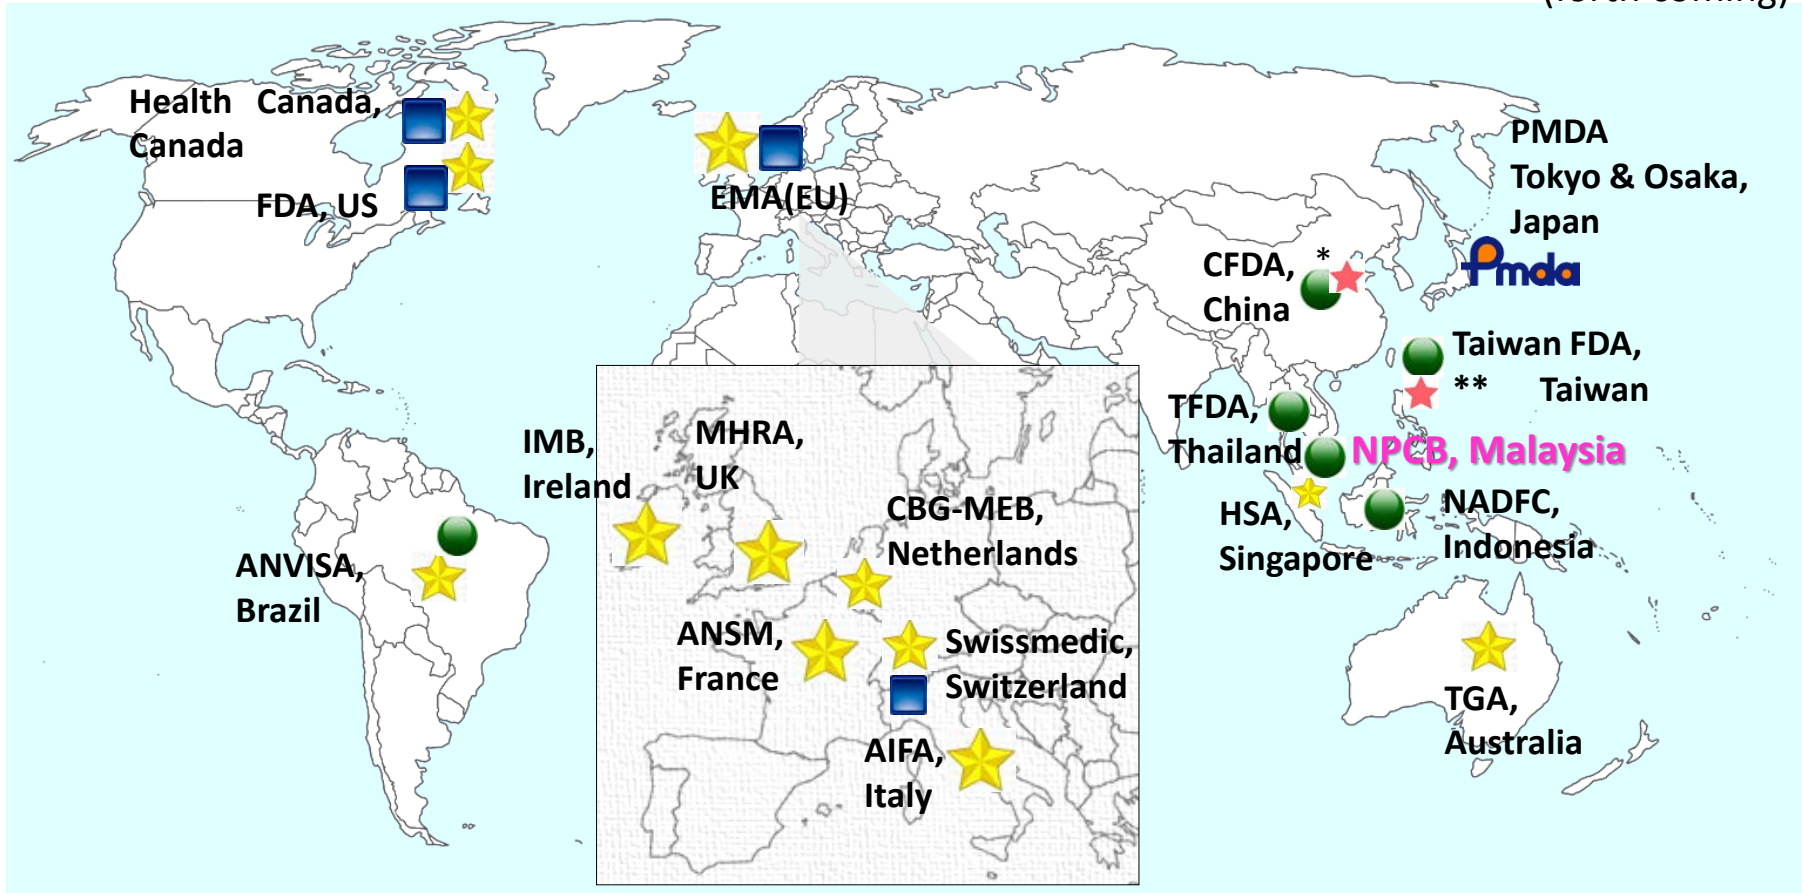 (forth coming)
Health Canada,
Canada
FDA, US
EMA(EU)
PMDA
Tokyo & Osaka,
Japan
Pmda
CFDA, *
China
Taiwan FDA,
** Taiwan
TFDA,
Thailand
NPCB, Malaysia
HSA,
Singapore
NADFC,
Indonesia
ANVISA,
Brazil
IMB,
Ireland
MHRA,
UK
CBG-MEB,
Netherlands
ANSM,
France
Swissmedic,
Switzerland
AIFA,
Italy
TGA,
Australia